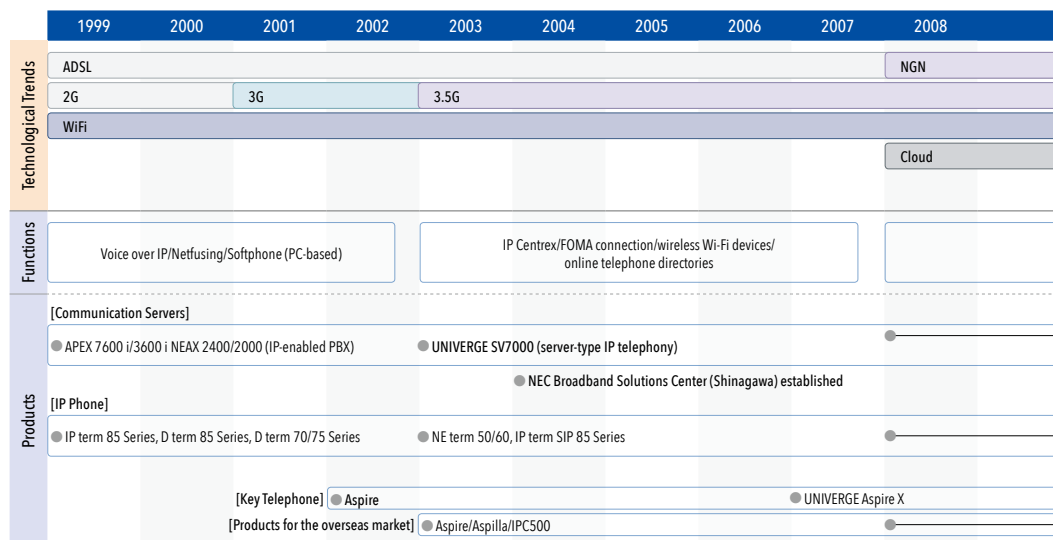 1999 2000 2001 2002 2003 2004 2005 2006 2007 2008
Technological Trends
ADSL NGN
2G 3G 3.5G
WiFi
Cloud
Functions
Voice over IP/Netfusing/Softphone (PC-based)
IP Centrex/FOMA connection/wireless Wi-Fi devices/
online telephone directories
Products
[Communication Servers]
APEX 7600 i/3600 i NEAX 2400/2000 (IP-enabled PBX) UNIVERGE SV7000 (server-type IP telephony)
NEC Broadband Solutions Center (Shinagawa) established
[IP Phone]
IP term 85 Series, D term 85 Series, D term 70/75 Series NE term 50/60, IP term SIP 85 Series
[Key Telephone] Aspire UNIVERGE Aspire X
[Products for the overseas market] Aspire/Aspilla/IPC500